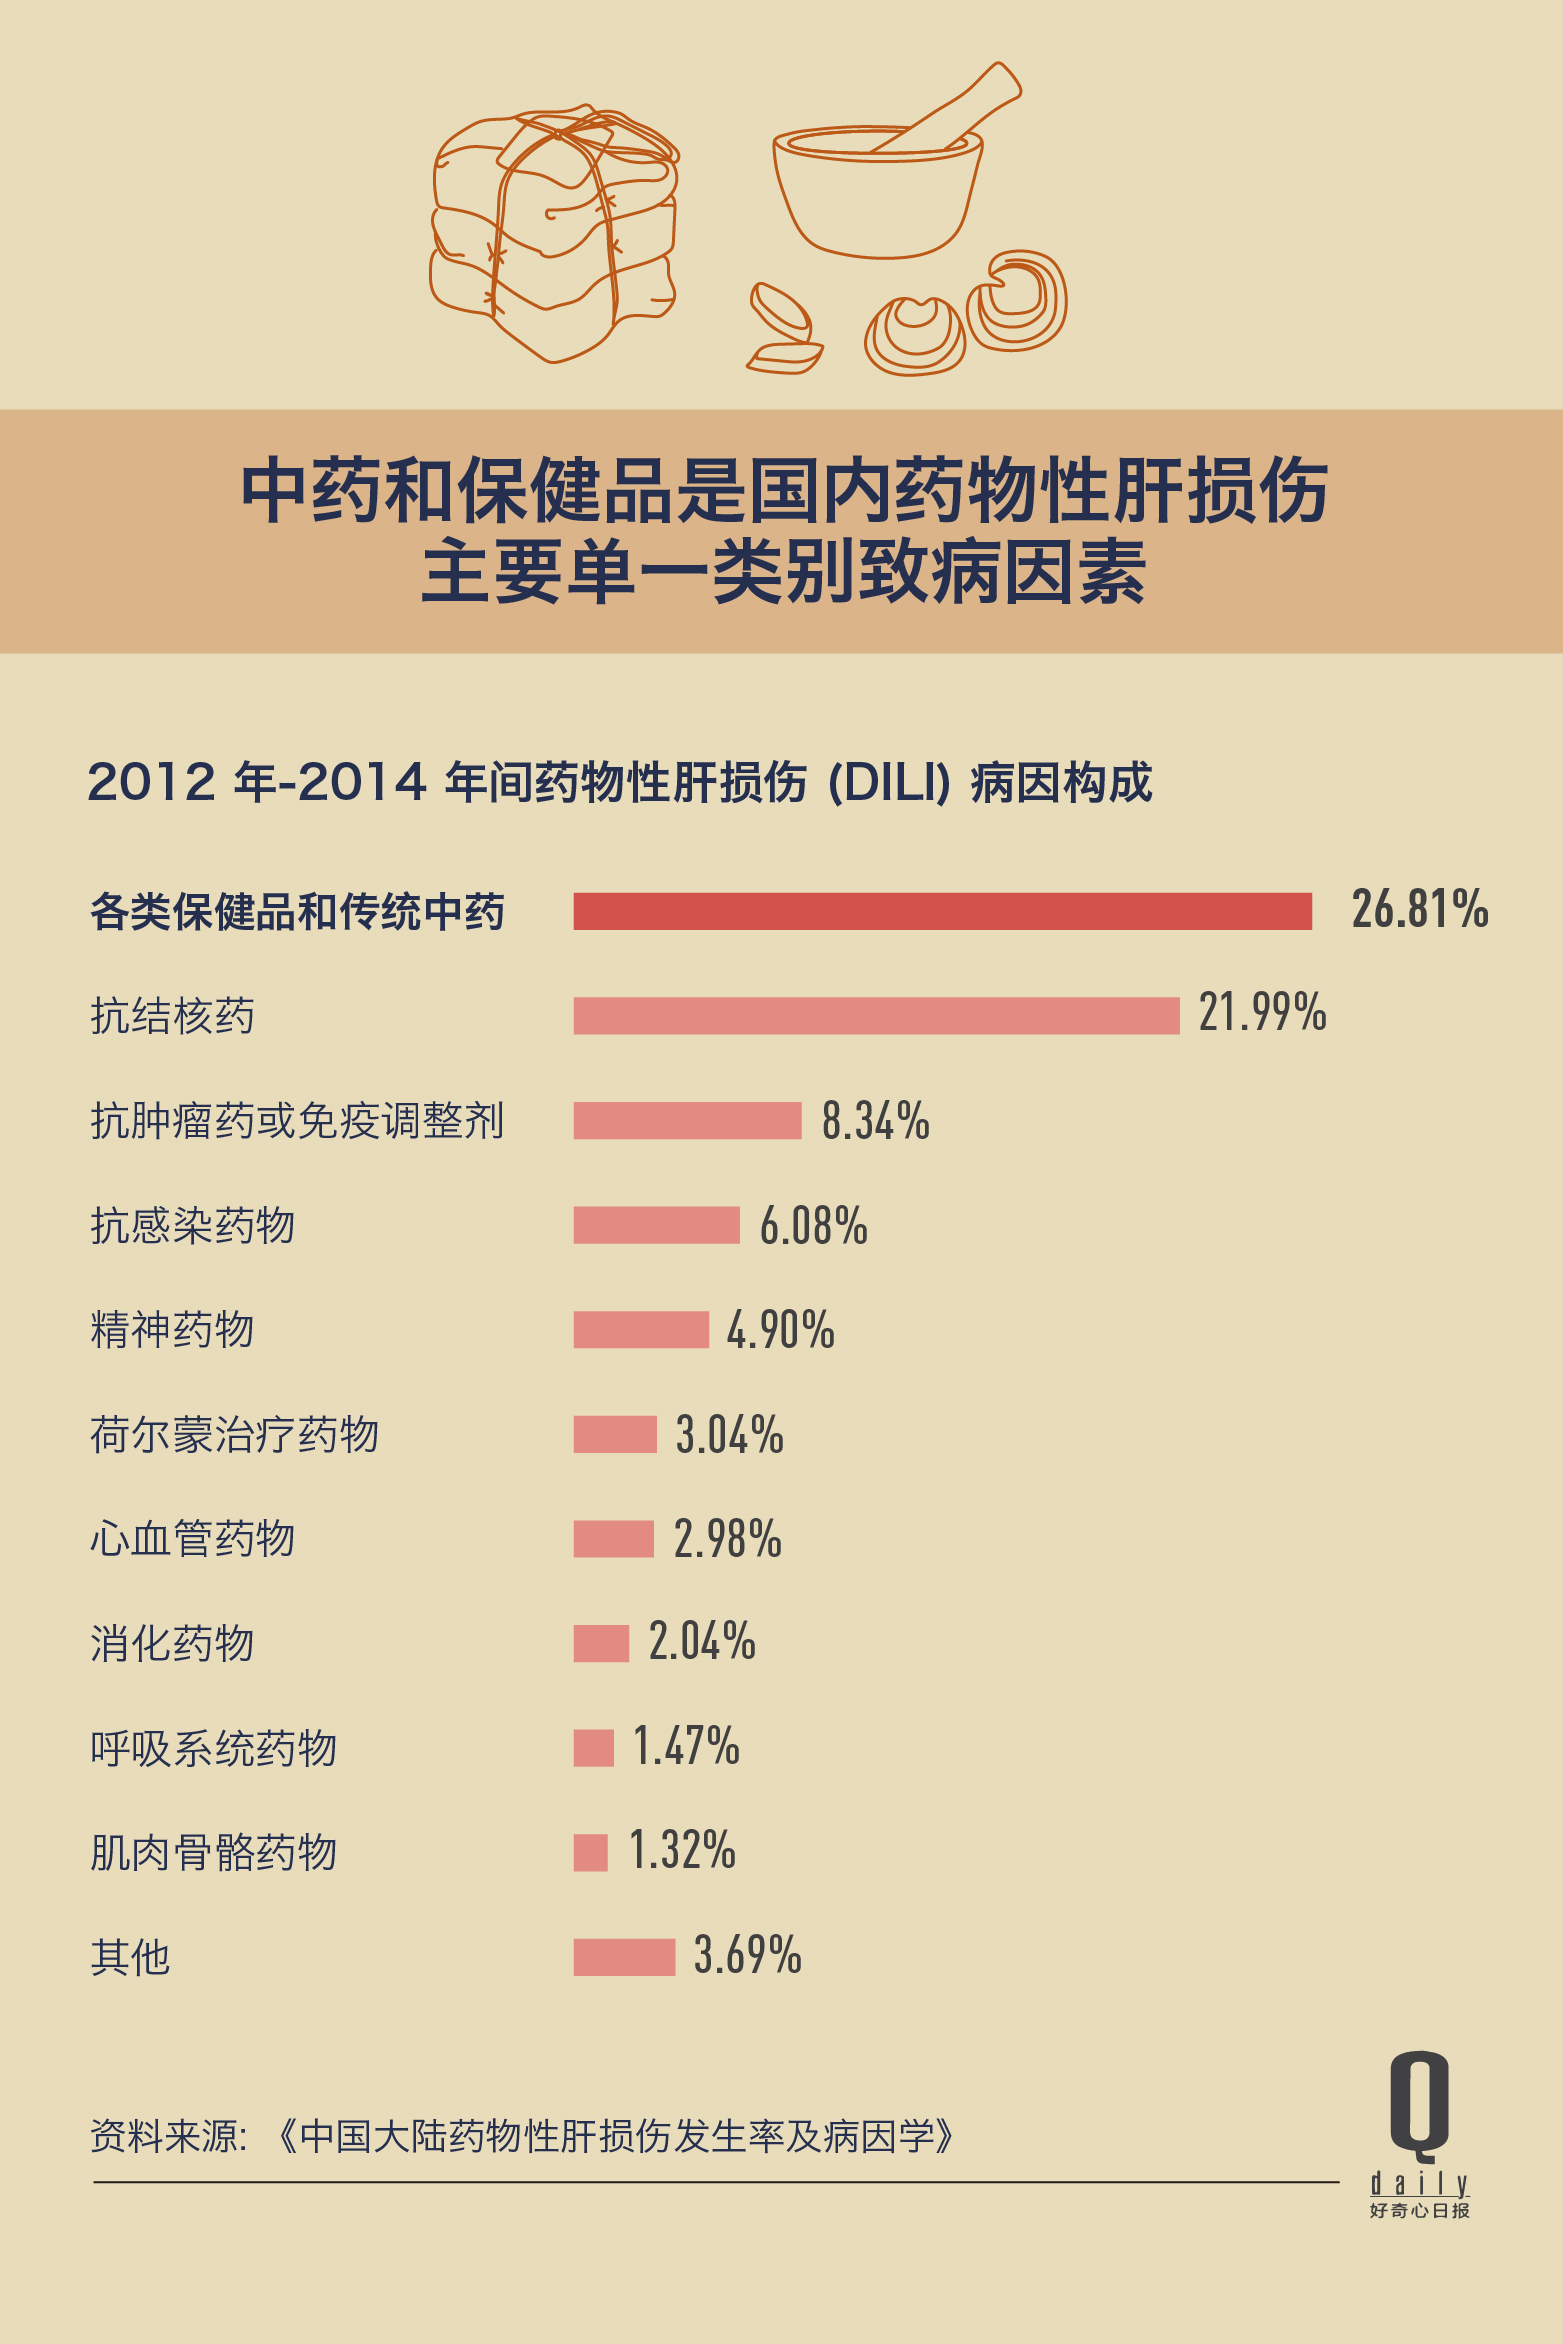 中药和保健品是国内药物性肝损伤
主要单一类别致病因素
2012 年-2014 年间药物性肝损伤 (DILI) 病因构成
各类保健品和传统中药 26.81%
抗结核药 21.99%
抗肿瘤药或免疫调整剂 8.34%
抗感染药物 6.08%
精神药物 4.90%
荷尔蒙治疗药物 3.04%
心血管药物 2.98%
消化药物 2.04%
呼吸系统药物 1.47%
肌肉骨骼药物 1.32%
其他 3.69%
资料来源: 《中国大陆药物性肝损伤发生率及病因学》
Q
daily
好奇心日报